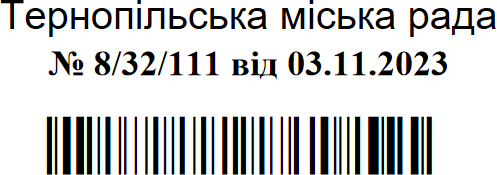 Тернопільська міська рада
№ 8/32/111 від 03.11.2023